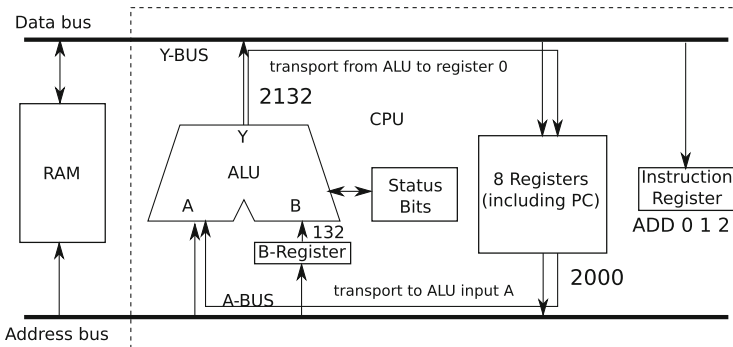 Data bus
Y-BUS
transport from ALU to register 0
2132
CPU
Y
RAM
ALU
A
B
Status
Bits
8 Registers
(including PC)
Instruction
Register
ADD 0 1 2
132
B-Register
2000
A-BUS
transport to ALU input A
Address bus